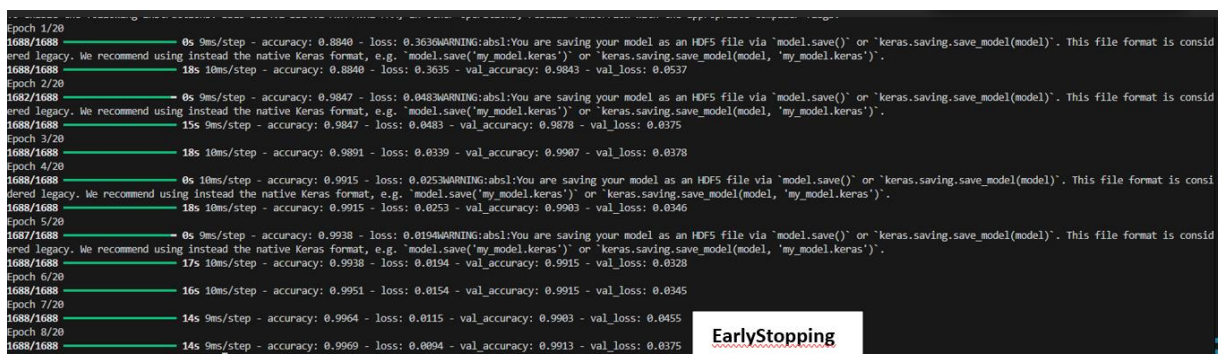 Epoch 1/20
1688/1688 0s 9ms/step - accuracy: 0.8840 - loss: 0.3636WARNING:absl:You are saving your model as an HDF5 file via `model.save()` or `keras.saving.save_model(model)`. This file format is consid
ered legacy. We recommend using instead the native Keras format, e.g. `model.save('my_model.keras')` or `keras.saving.save_model(model, 'my_model.keras')`.
1688/1688 18s 10ms/step - accuracy: 0.8840 - loss: 0.3635 - val_accuracy: 0.9843 - val_loss: 0.0537
Epoch 2/20
1682/1688 0s 9ms/step - accuracy: 0.9847 - loss: 0.0483WARNING:absl:You are saving your model as an HDF5 file via `model.save()` or `keras.saving.save_model(model)`. This file format is consid
ered legacy. We recommend using instead the native Keras format, e.g. `model.save('my_model.keras')` or `keras.saving.save_model(model, 'my_model.keras')`.
1688/1688 15s 9ms/step - accuracy: 0.9847 - loss: 0.0483 - val_accuracy: 0.9878 - val_loss: 0.0375
Epoch 3/20
1688/1688 18s 10ms/step - accuracy: 0.9891 - loss: 0.0339 - val_accuracy: 0.9907 - val_loss: 0.0378
Epoch 4/20
1688/1688 0s 10ms/step - accuracy: 0.9915 - loss: 0.0253WARNING:absl:You are saving your model as an HDF5 file via `model.save()` or `keras.saving.save_model(model)`. This file format is consi
dered legacy. We recommend using instead the native Keras format, e.g. `model.save('my_model.keras')` or `keras.saving.save_model(model, 'my_model.keras')`.
1688/1688 18s 10ms/step - accuracy: 0.9915 - loss: 0.0253 - val_accuracy: 0.9903 - val_loss: 0.0346
Epoch 5/20
1687/1688 0s 9ms/step - accuracy: 0.9938 - loss: 0.0194WARNING:absl:You are saving your model as an HDF5 file via `model.save()` or `keras.saving.save_model(model)`. This file format is consid
ered legacy. We recommend using instead the native Keras format, e.g. `model.save('my_model.keras')` or `keras.saving.save_model(model, 'my_model.keras')`.
1688/1688 17s 10ms/step - accuracy: 0.9938 - loss: 0.0194 - val_accuracy: 0.9915 - val_loss: 0.0328
Epoch 6/20
1688/1688 16s 10ms/step - accuracy: 0.9951 - loss: 0.0154 - val_accuracy: 0.9915 - val_loss: 0.0345
Epoch 7/20
1688/1688 14s 9ms/step - accuracy: 0.9964 - loss: 0.0115 - val_accuracy: 0.9903 - val_loss: 0.0455
Epoch 8/20
1688/1688 14s 9ms/step - accuracy: 0.9969 - loss: 0.0094 - val_accuracy: 0.9913 - val_loss: 0.0375
EarlyStopping